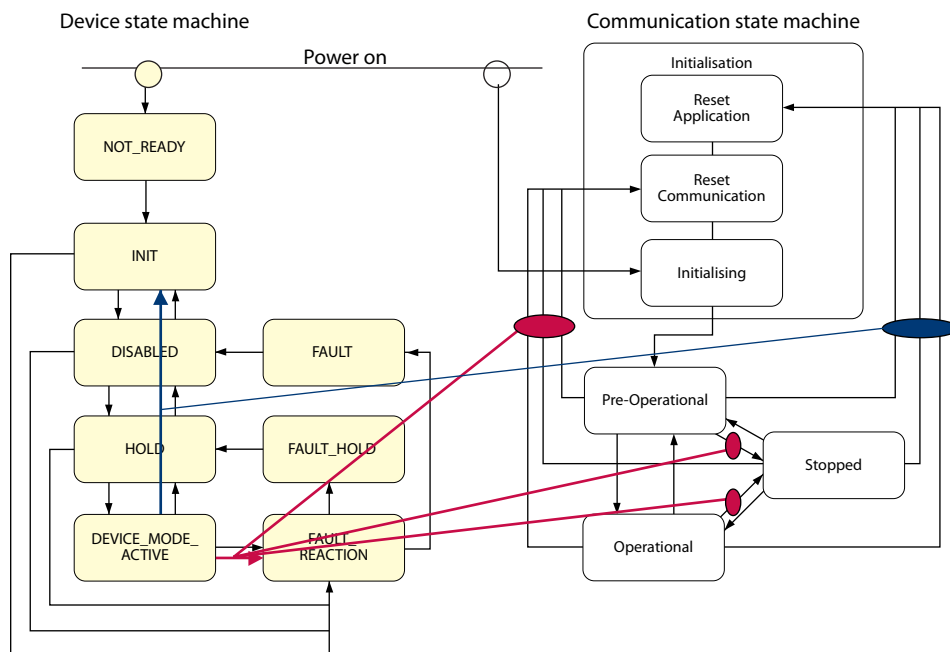 Device state machine
Communication state machine
Power on
Initialisation
Reset
Application
NOT_READY
Reset
Communication
INIT
Initialising
DISABLED
FAULT
Pre-Operational
HOLD
FAULT_HOLD
Stopped
DEVICE_MODE_
ACTIVE
FAULT_
REACTION
Operational